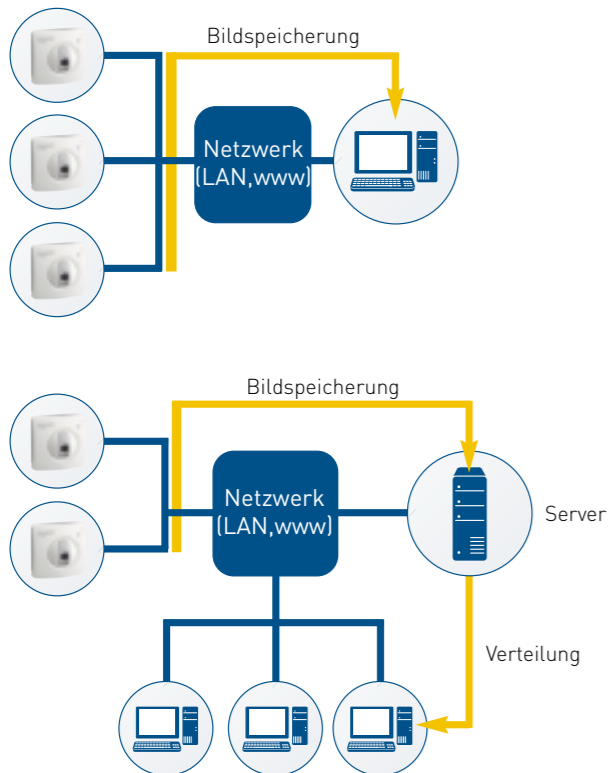 Bildspeicherung
Netzwerk
(LAN,www)
Bildspeicherung
Netzwerk
(LAN,www)
Server
Verteilung